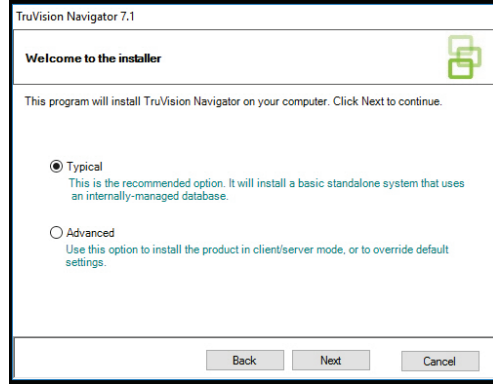 TruVision Navigator 7.1
Welcome to the installer
This program will install TruVision Navigator on your computer. Click Next to continue.
Typical
This is the recommended option. It will install a basic standalone system that uses
an internally-managed database.
Advanced
Use this option to install the product in client/server mode, or to override default
settings.
Back Next Cancel